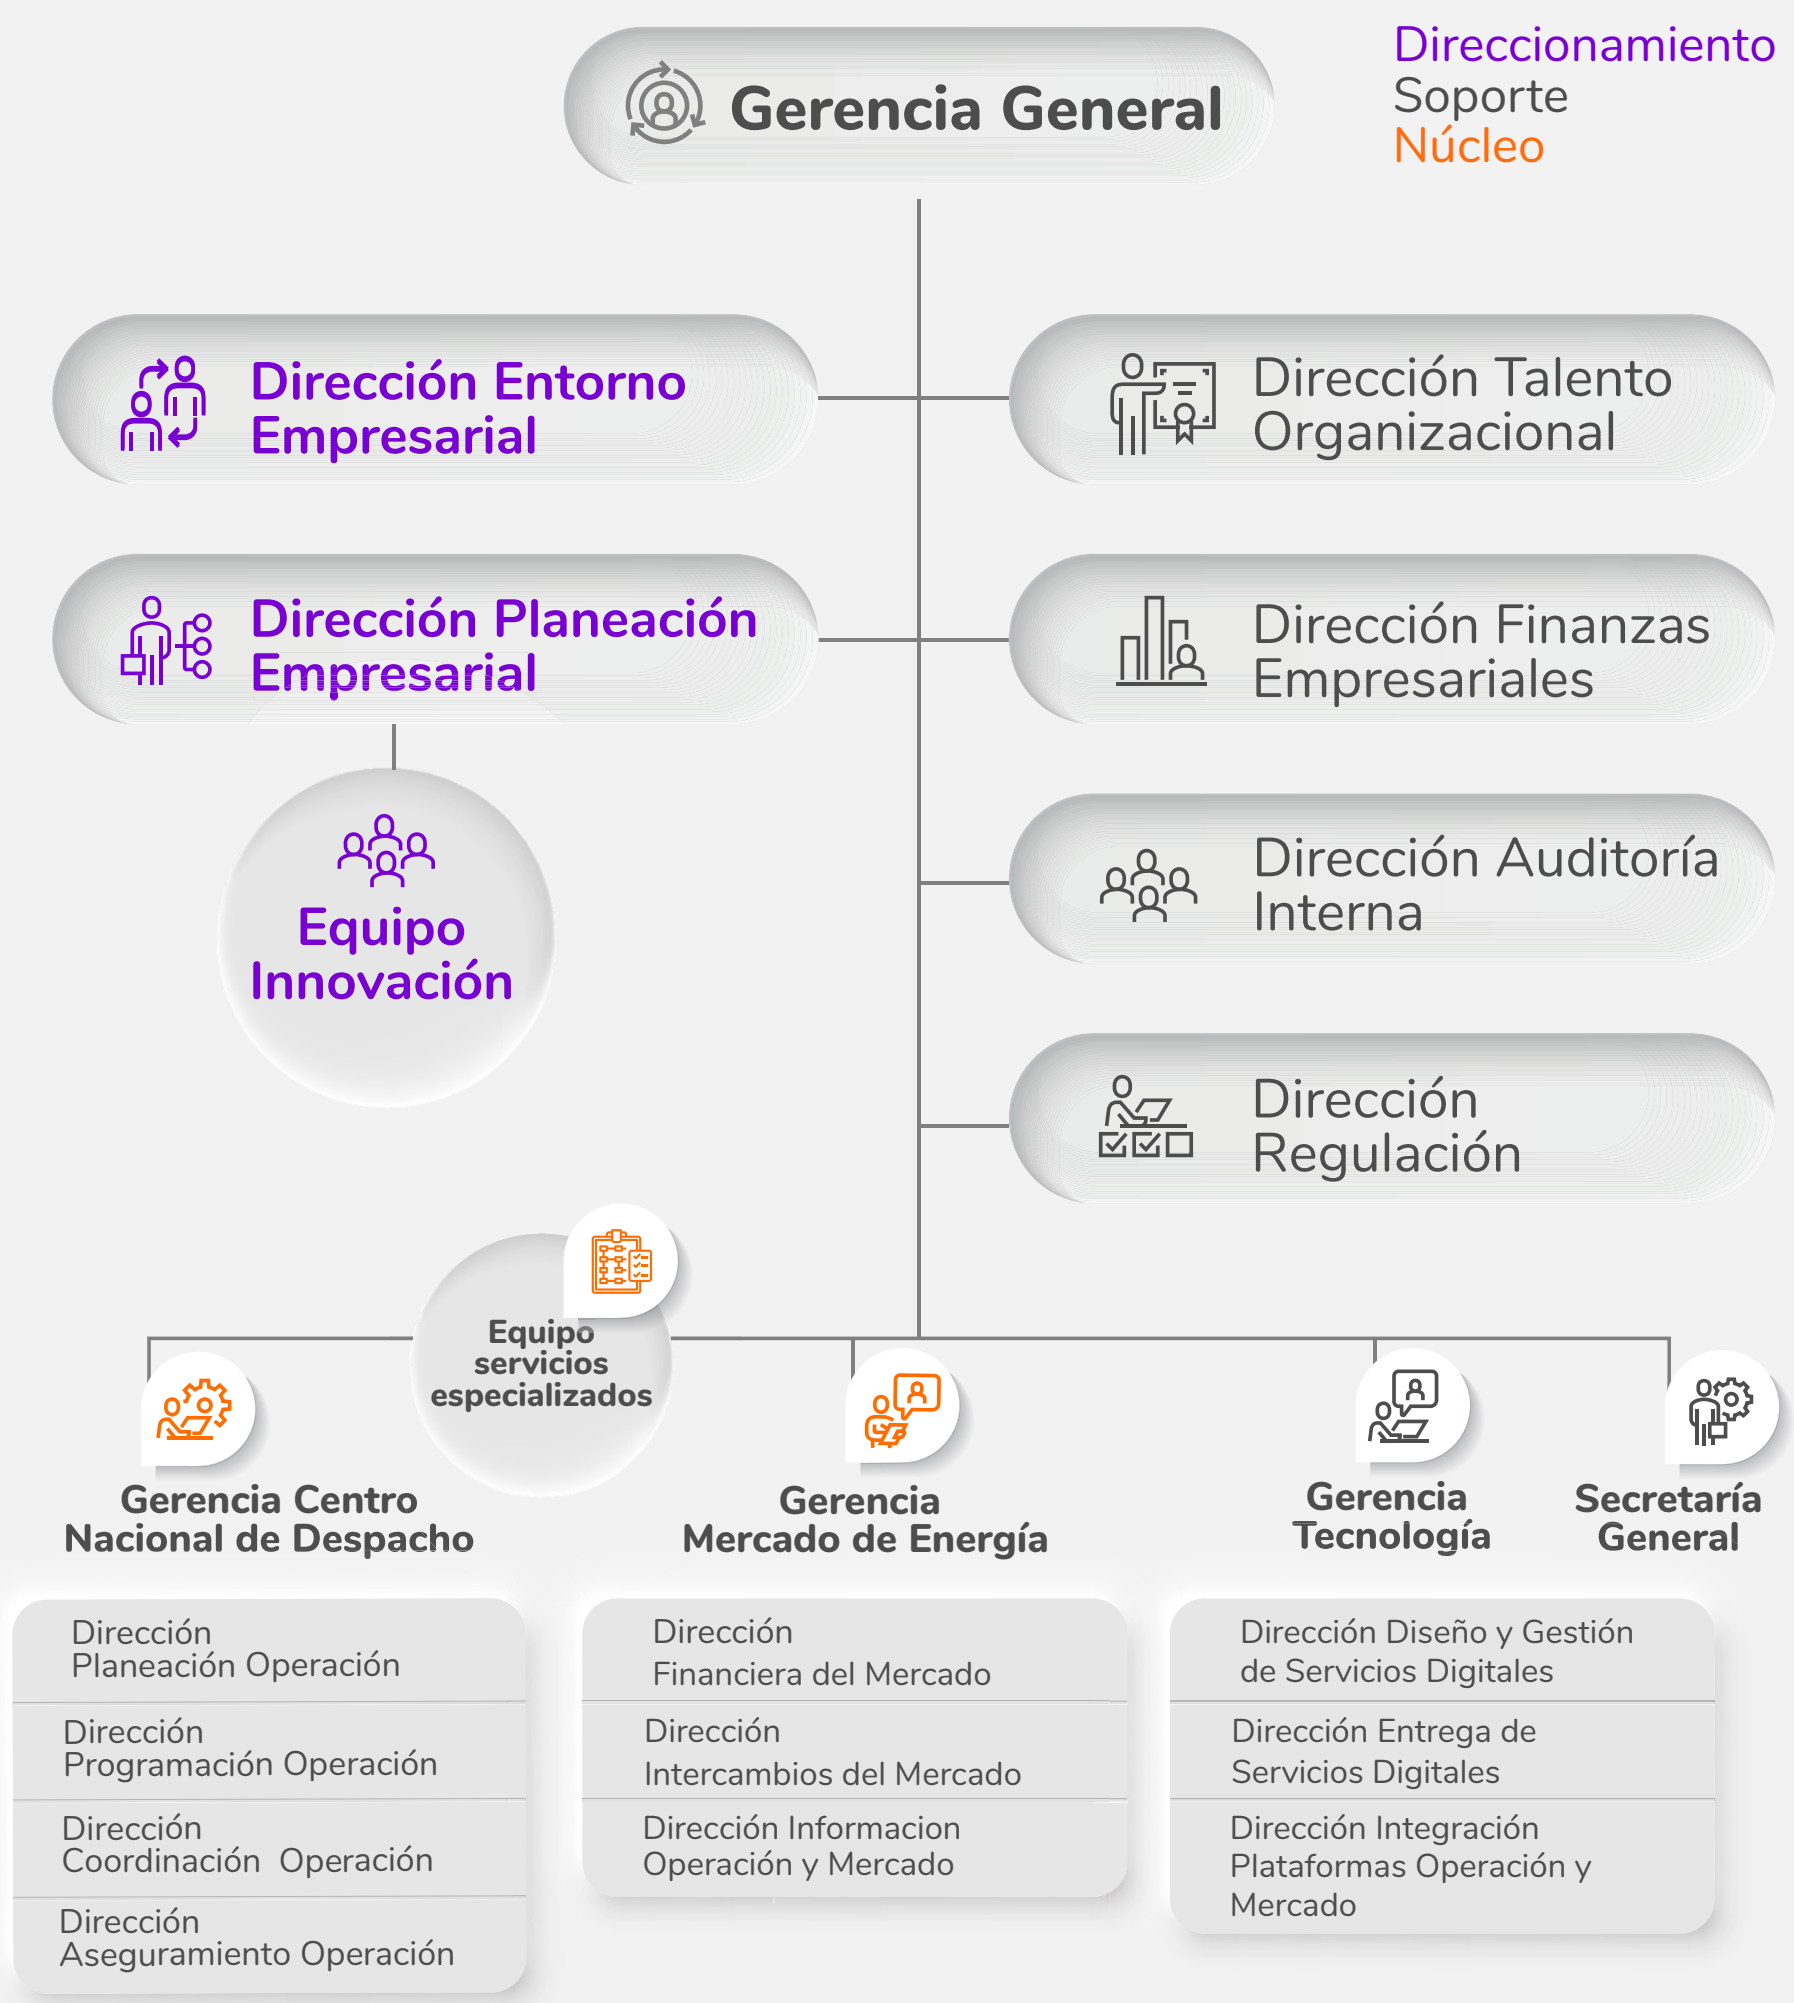 Gerencia General
Direccionamiento
Soporte
Núcleo
Dirección Entorno
Empresarial
Dirección Talento
Organizacional
Dirección Planeación
Empresarial
Dirección Finanzas
Empresariales
Equipo
Innovación
Dirección Auditoría
Interna
Dirección
Regulación
Equipo
servicios
especializados
Gerencia Centro
Nacional de Despacho
Gerencia
Mercado de Energía
Gerencia
Tecnología
Secretaría
General
Dirección
Planeación Operación
Dirección
Programación Operación
Dirección
Coordinación  Operación
Dirección
Aseguramiento Operación
Dirección
Financiera del Mercado
Dirección
Intercambios del Mercado
Dirección Informacion
Operación y Mercado
Dirección Diseño y Gestión
de Servicios Digitales
Dirección Entrega de
Servicios Digitales
Dirección Integración
Plataformas Operación y
Mercado